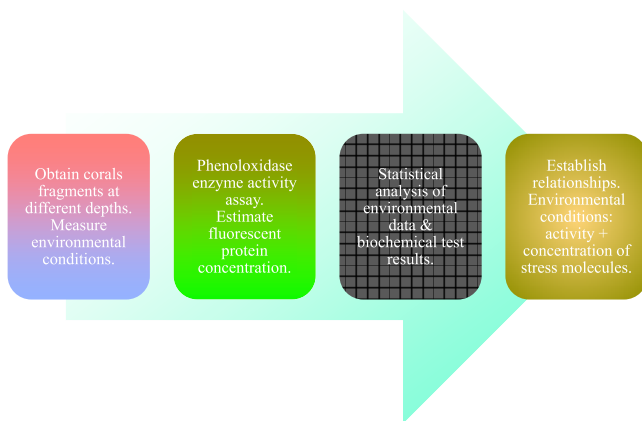 Obtain corals
fragments at
different depths.
Measure
environmental
conditions.
Phenoloxidase
enzyme activity
assay.
Estimate
fluorescent
protein
concentration.
Statistical
analysis of
environmental
data &
biochemical test
results.
Establish
relationships.
Environmental
conditions:
activity +
concentration of
stress molecules.